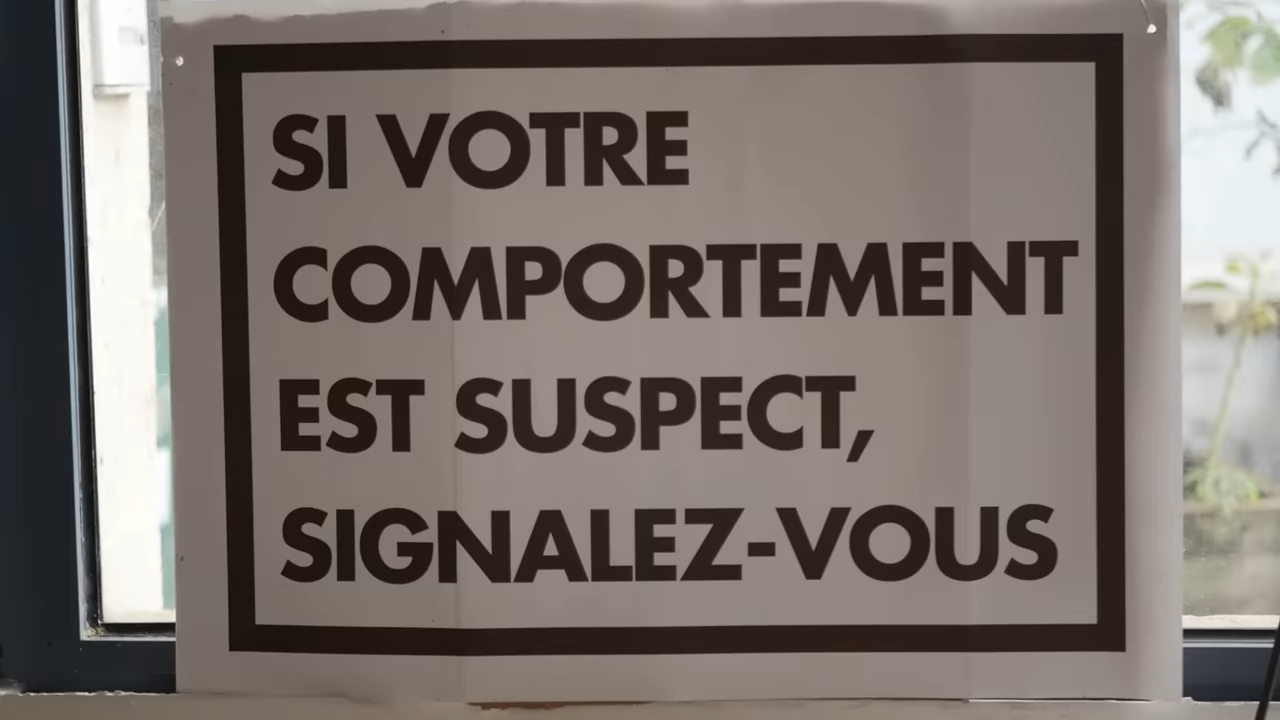 SI VOTRE
COMPORTEMENT
EST SUSPECT,
SIGNALEZ-VOUS